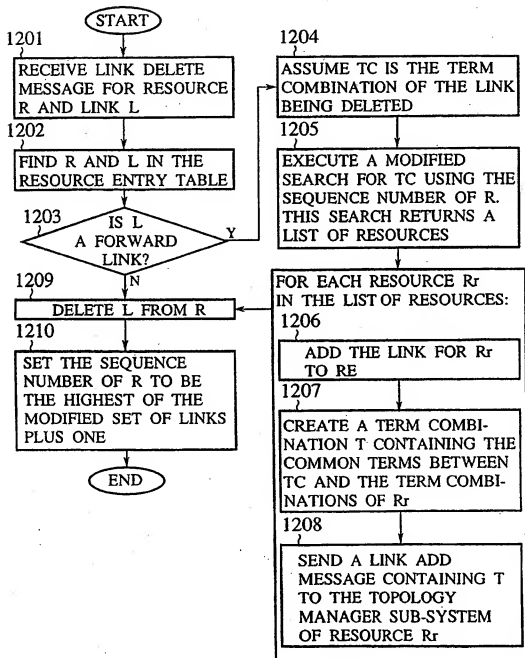 START
1201
RECEIVE LINK DELETE
MESSAGE FOR RESOURCE
R AND LINK L
1202
FIND R AND L IN THE
RESOURCE ENTRY TABLE
1203
IS L
A FORWARD
LINK?
Y
N
1209
DELETE L FROM R
1210
SET THE SEQUENCE
NUMBER OF R TO BE
THE HIGHEST OF THE
MODIFIED SET OF LINKS
PLUS ONE
END
1204
ASSUME TC IS THE TERM
COMBINATION OF THE LINK
BEING DELETED
1205
EXECUTE A MODIFIED
SEARCH FOR TC USING THE
SEQUENCE NUMBER OF R.
THIS SEARCH RETURNS A
LIST OF RESOURCES
FOR EACH RESOURCE Rr
IN THE LIST OF RESOURCES:
1206
ADD THE LINK FOR Rr
TO RE
1207
CREATE A TERM COMBI-
NATION T CONTAINING THE
COMMON TERMS BETWEEN
TC AND THE TERM COMBI-
NATIONS OF Rr
1208
SEND A LINK ADD
MESSAGE CONTAINING T
TO THE TOPOLOGY
MANAGER SUB-SYSTEM
OF RESOURCE Rr